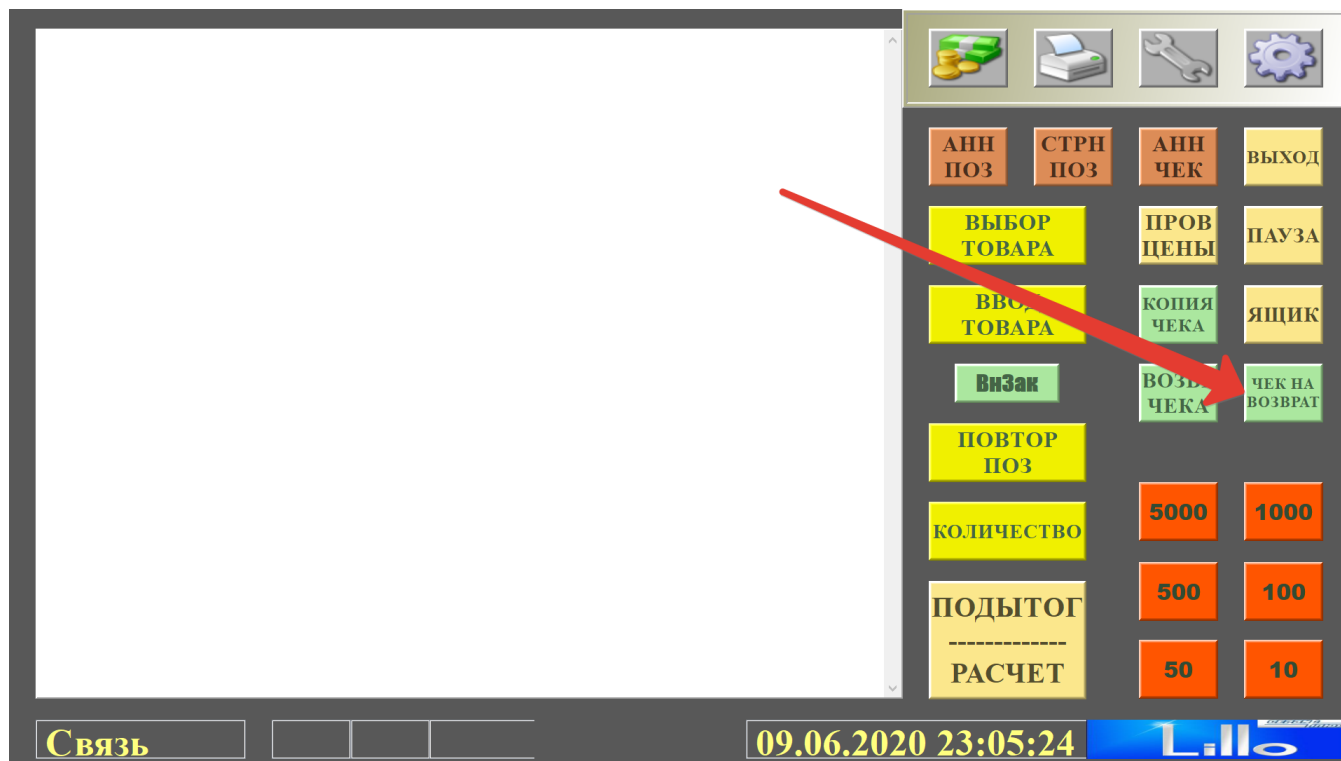 АНН
ПОЗ
СТРН
ПОЗ
АНН
ЧЕК
ВЫХОД
ВЫБОР
ТОВАРА
ПРОВ
ЦЕНЫ
ПАУЗА
ТОВАРА
КОПИЯ
ЧЕКА
ЯЩИК
ВнЗак
ЧЕКА
ЧЕК НА
ВОЗВРАТ
ПОВТОР
ПОЗ
КОЛИЧЕСТВО
5000
1000
ПОДЫТОГ
-------------
РАСЧЕТ
500
100
50
10
Связь
09.06.2020 23:05:24
Lillo